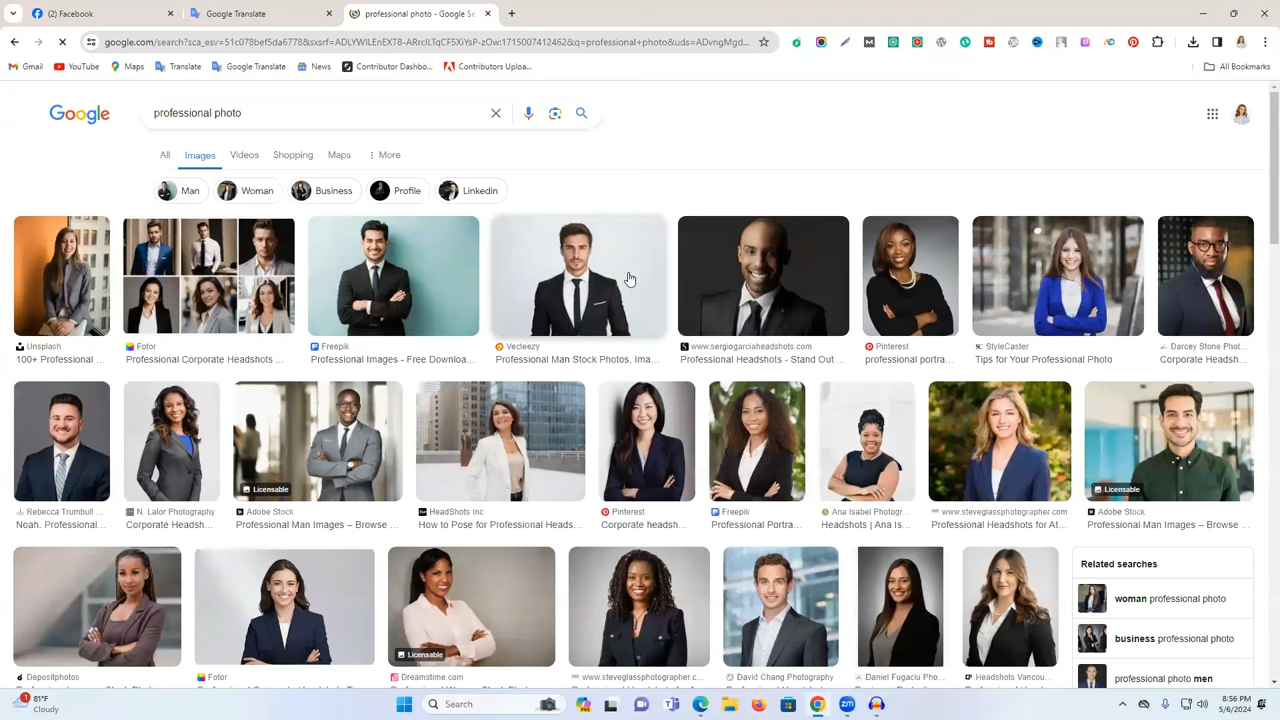 (2) Facebook
Google Translate
professional photo - Google Se
google.com/search?sca_esv=51c078bef5da6778&sxsrf=ADLYWILEnEXT8-ARrcILTqCF5XiYsP-zOw:1715007412462&q=professional+photo&uds=ADvngMgd...
Gmail
YouTube
Maps
Translate
Google Translate
News
Contributor Dashbo...
Contributors Uploa...
All Bookmarks
Google
professional photo
All
Images
Videos
Shopping
Maps
More
Man
Woman
Business
Profile
Linkedin
Unsplash
100+ Professional ...
Fotor
Professional Corporate Headshots ...
Freepik
Professional Images - Free Downloa...
Vecteezy
Professional Man Stock Photos, Ima...
www.sergiogarciaheadshots.com
Professional Headshots - Stand Out ...
Pinterest
professional portra...
StyleCaster
Tips for Your Professional Photo
Darcey Stone Phot...
Corporate Headsh...
Licensable
Licensable
Rebecca Trumbull ...
Noah. Professional...
N. Lalor Photography
Corporate Headsh...
Adobe Stock
Professional Man Images – Browse ...
HeadShots Inc
How to Pose for Professional Heads...
Pinterest
Corporate headsh...
Freepik
Professional Portra...
Ana Isabel Photogr...
Headshots | Ana Is...
www.steveglassphotographer.com
Professional Headshots for At...
Adobe Stock
Professional Man Images – Browse ...
Related searches
woman professional photo
business professional photo
professional photo men
Licensable
Depositphotos
Fotor
Dreamstime.com
www.steveglassphotographer.c...
David Chang Photography
Daniel Fugaciu Pho...
Headshots Vancou...
1
81°F
Cloudy
Search
8:56 PM
5/6/2024